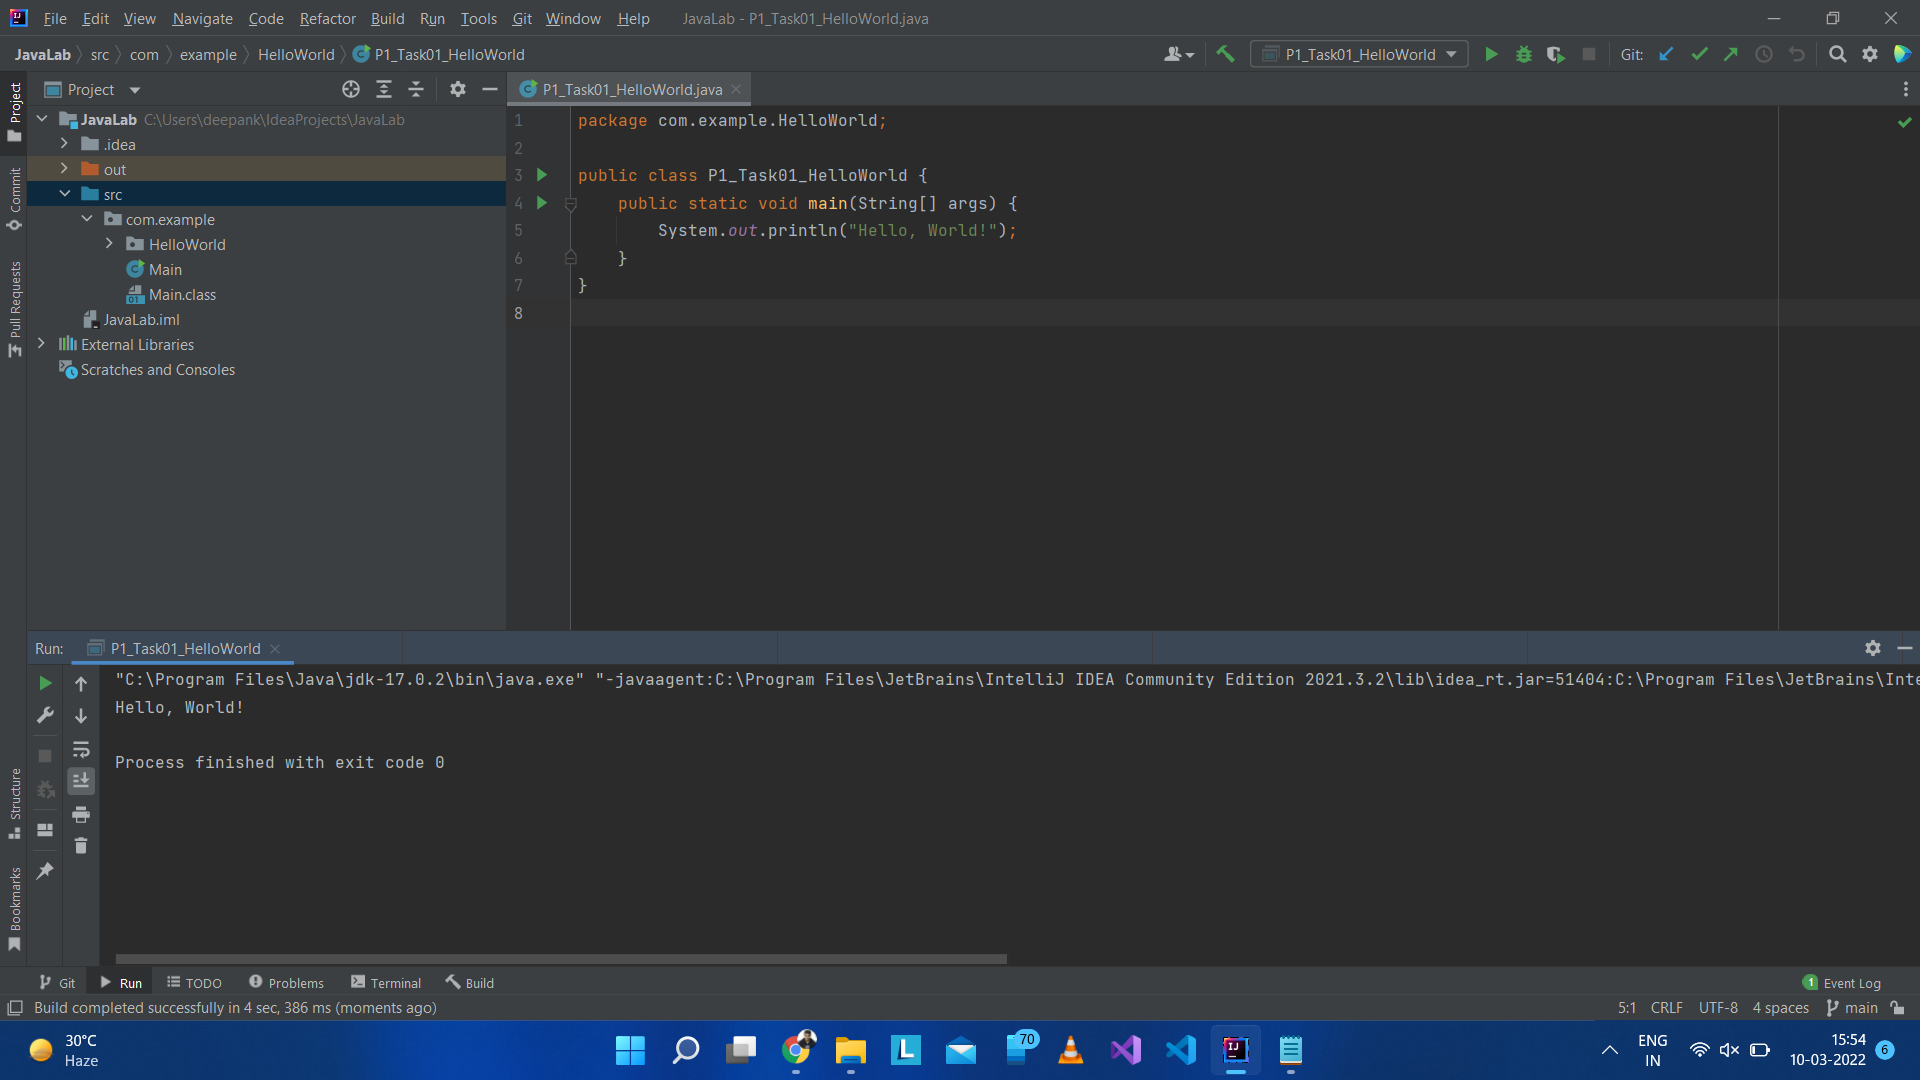 File Edit View Navigate Code Refactor Build Run Tools Git Window Help JavaLab - P1_Task01_HelloWorld.java
JavaLab src com example HelloWorld P1_Task01_HelloWorld P1_Task01_HelloWorld Git:
Project P1_Task01_HelloWorld.java
Project
Commit
Pull Requests
JavaLab C:\Users\deepank\IdeaProjects\JavaLab
.idea
out
src
com.example
HelloWorld
Main
Main.class
JavaLab.iml
External Libraries
Scratches and Consoles
1 package com.example.HelloWorld;
2
3 public class P1_Task01_HelloWorld {
4 public static void main(String[] args) {
5 System.out.println("Hello, World!");
6 }
7 }
8
Run: P1_Task01_HelloWorld
"C:\Program Files\Java\jdk-17.0.2\bin\java.exe" "-javaagent:C:\Program Files\JetBrains\IntelliJ IDEA Community Edition 2021.3.2\lib\idea_rt.jar=51404:C:\Program Files\JetBrains\Inte
Hello, World!
Process finished with exit code 0
Structure
Bookmarks
Git Run TODO Problems Terminal Build 1 Event Log
Build completed successfully in 4 sec, 386 ms (moments ago) 5:1 CRLF UTF-8 4 spaces main
30°C
Haze
70
ENG
IN
15:54
10-03-2022
6